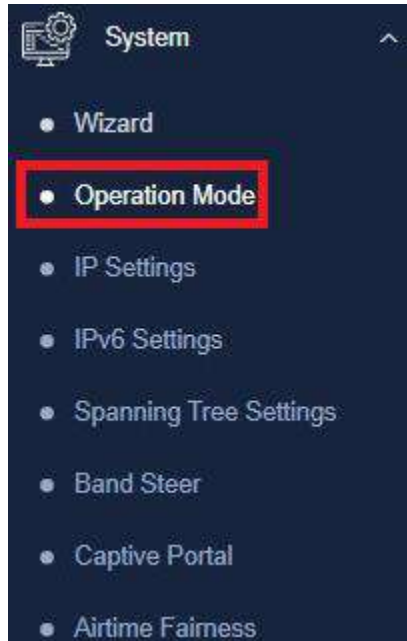 System
Wizard
Operation Mode
IP Settings
IPv6 Settings
Spanning Tree Settings
Band Steer
Captive Portal
Airtime Fairness